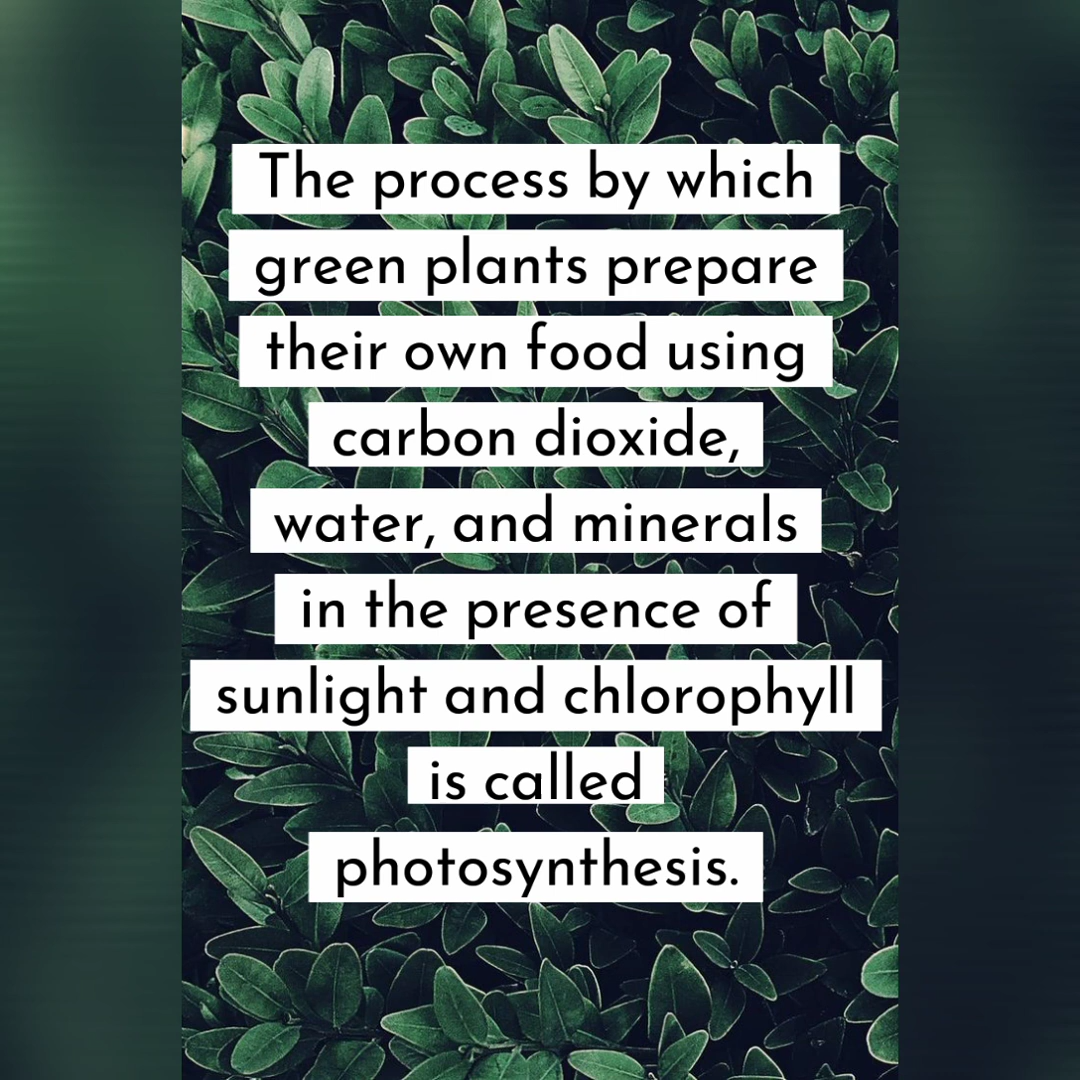 The process by which
green plants prepare
their own food using
carbon dioxide,
water, and minerals
in the presence of
sunlight and chlorophyll
is called
photosynthesis.